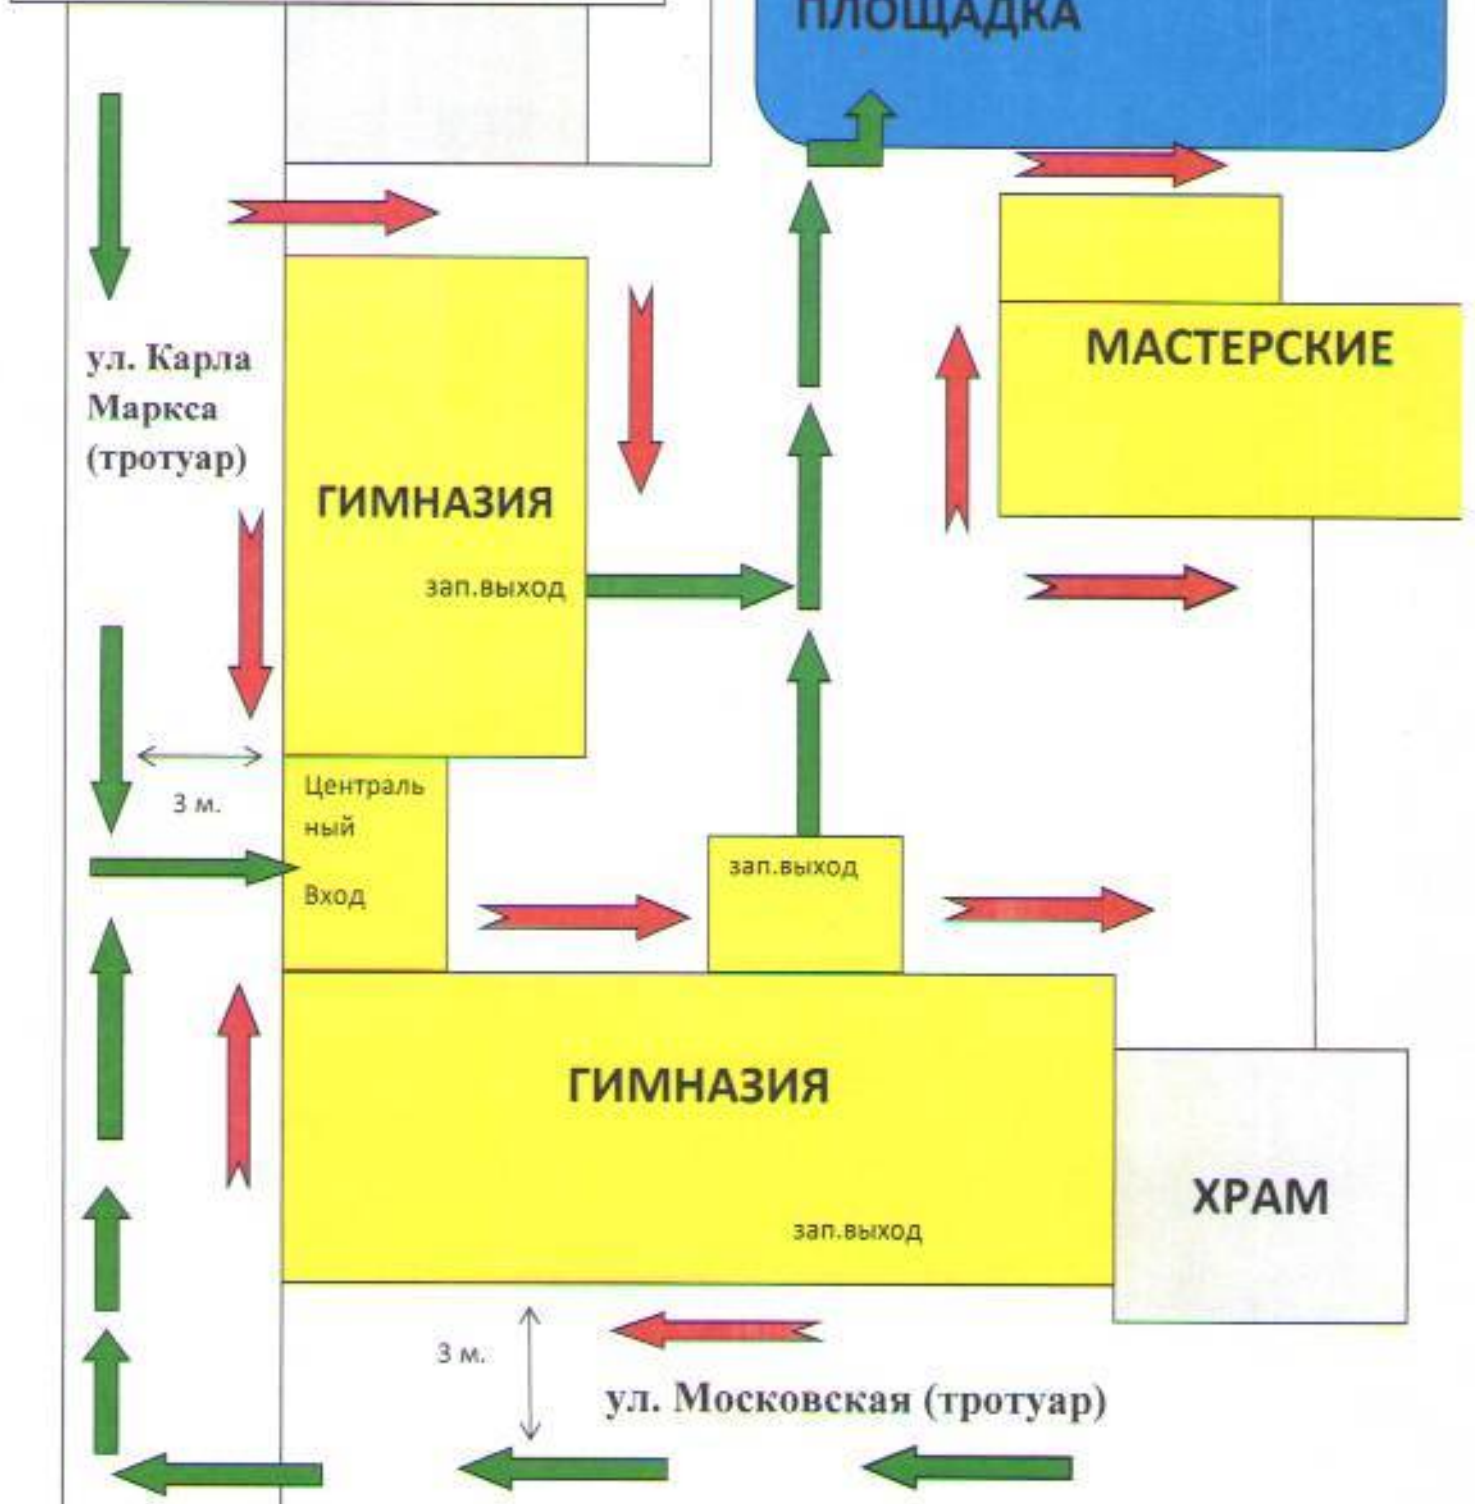 ПЛОЩАДКА
ул. Карла
Маркса
(тротуар)
МАСТЕРСКИЕ
ГИМНАЗИЯ
зап.выход
3 м.
Централь
ный
Вход
зап.выход
ГИМНАЗИЯ
ХРАМ
зап.выход
3 м.
ул. Московская (тротуар)